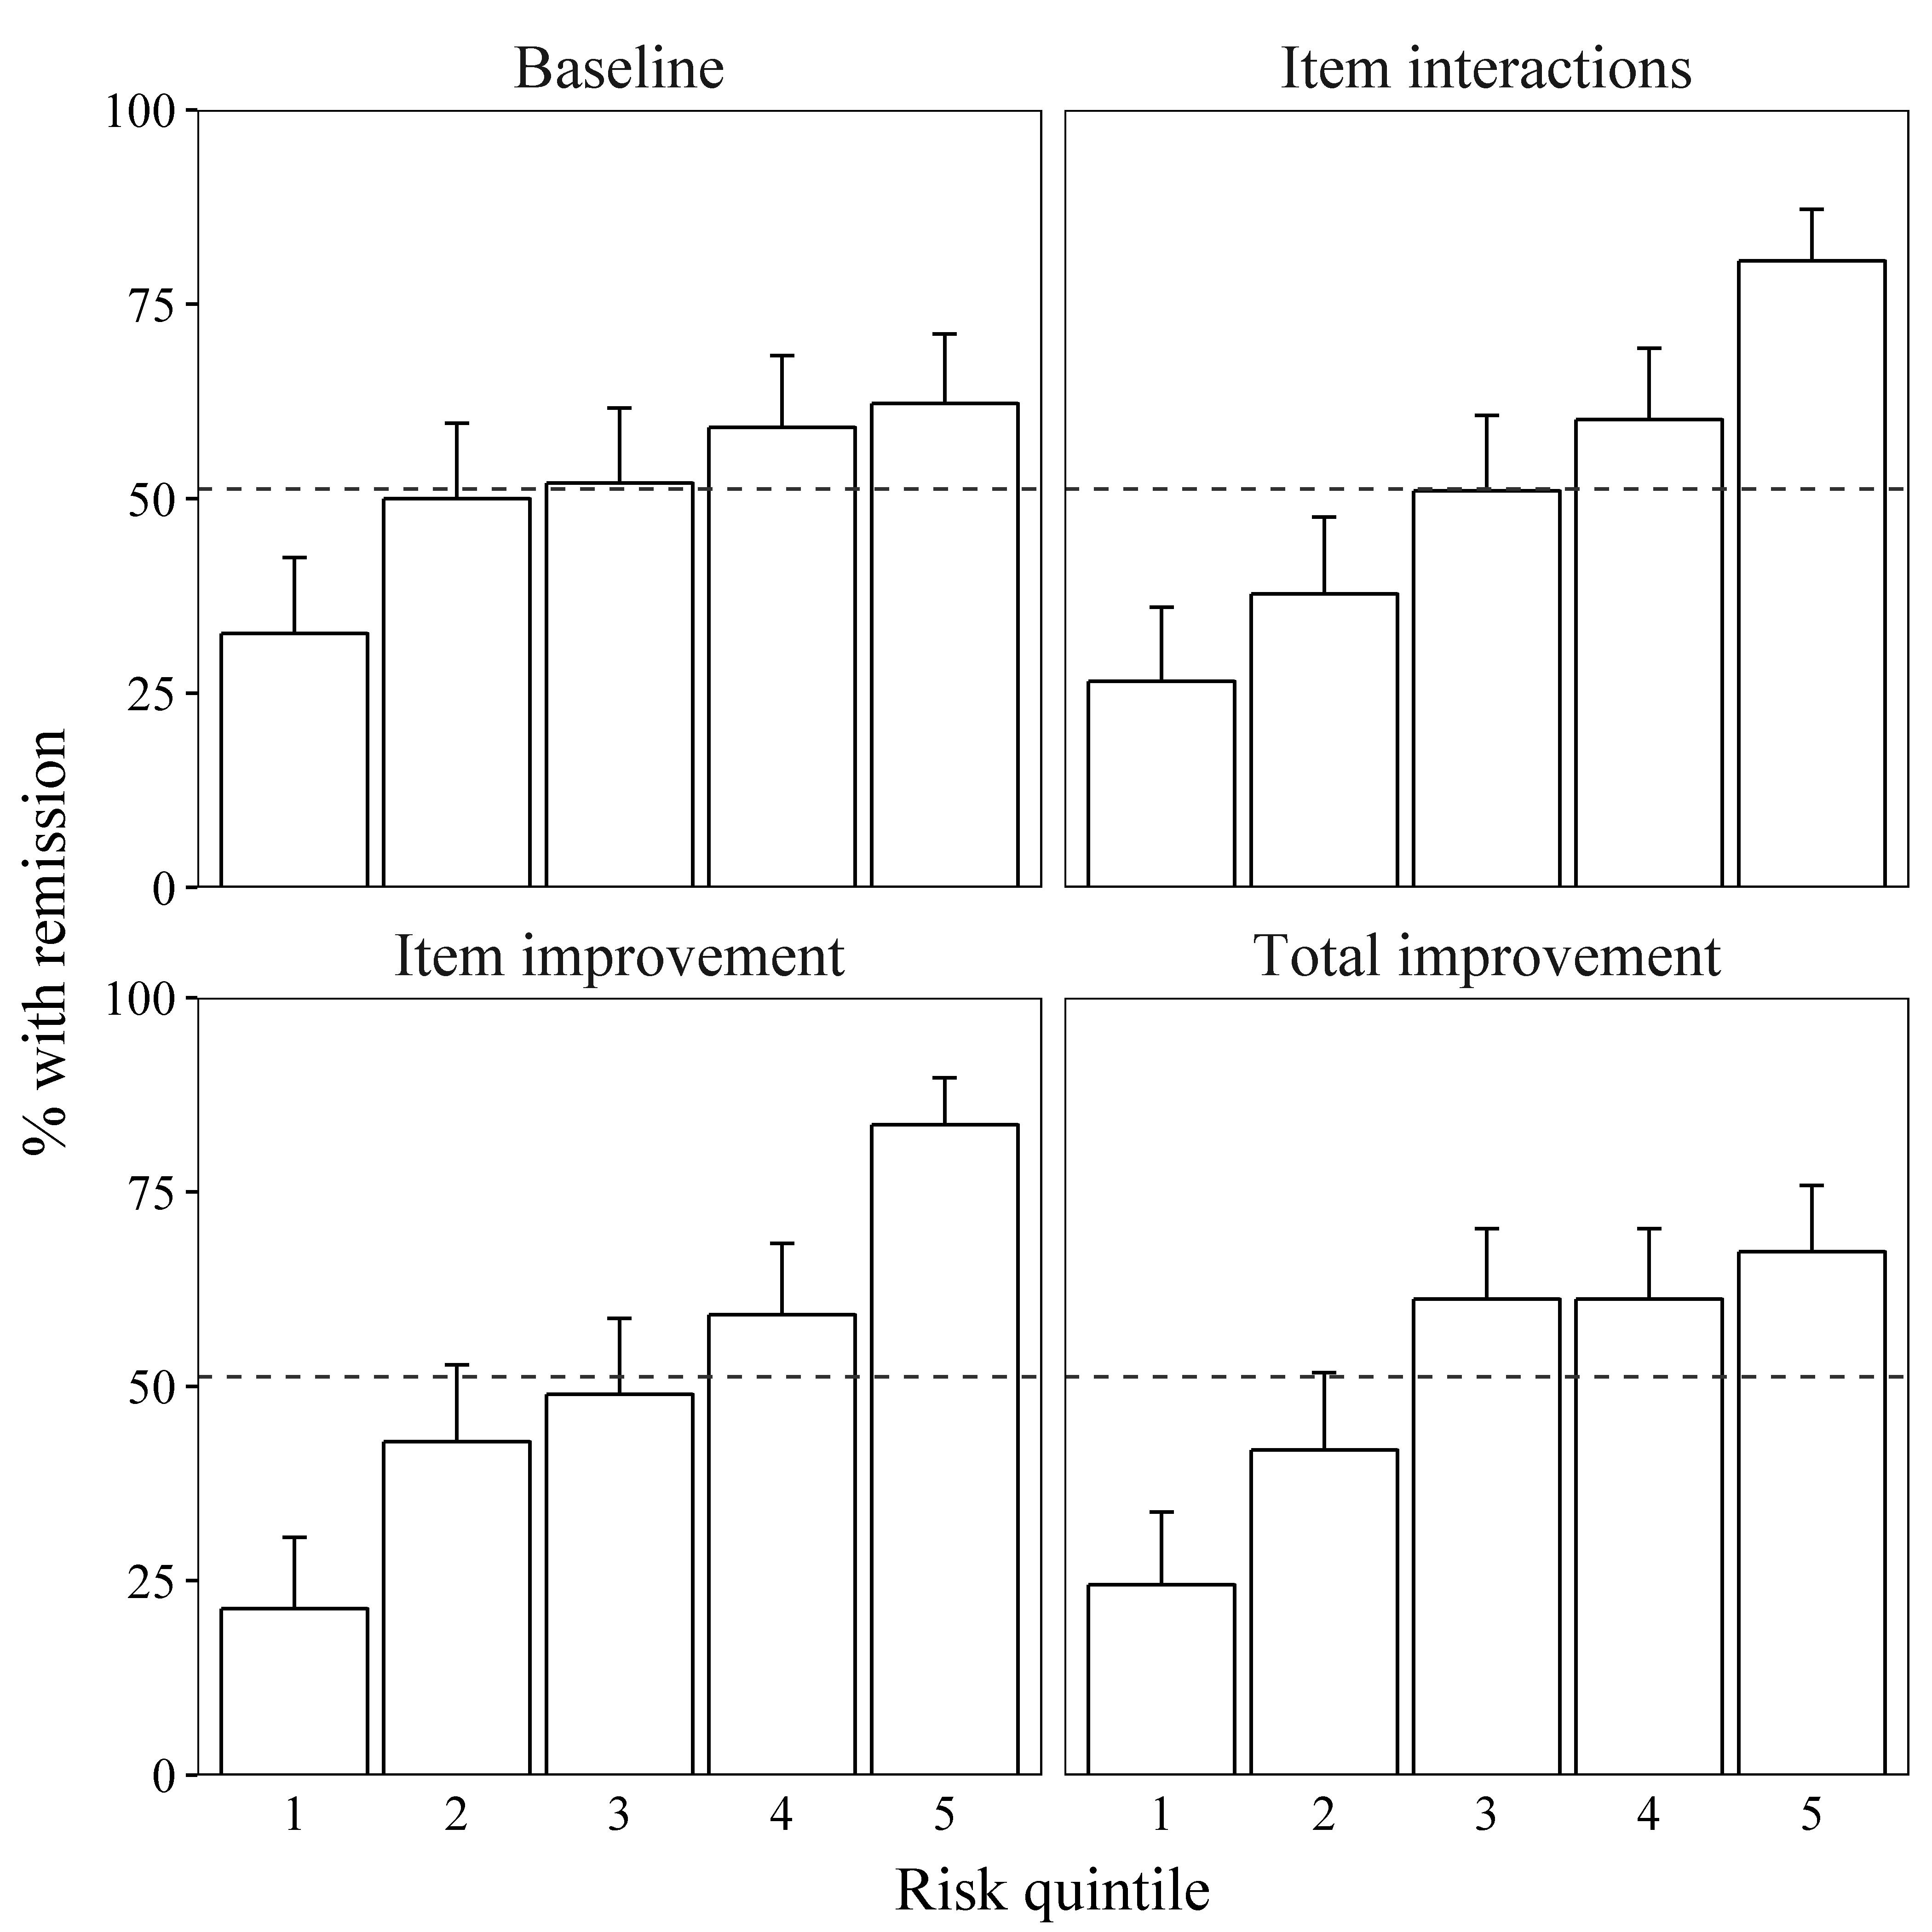 Baseline
Item interactions
100
75
50
25
0
% with remission
Item improvement
Total improvement
100
75
50
25
0
1 2 3 4 5
1 2 3 4 5
Risk quintile